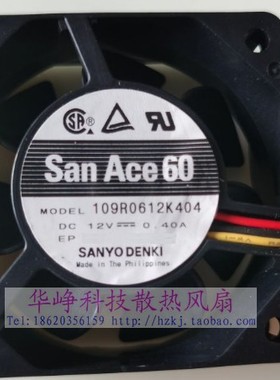 San Ace 60
MODEL 109R0612K404
DC 12V 0.40A
EP
SANYO DENKI
Made in The Philippines
华峥科技散热风扇
Tel:18620356159 http://hzkj.taobao.com